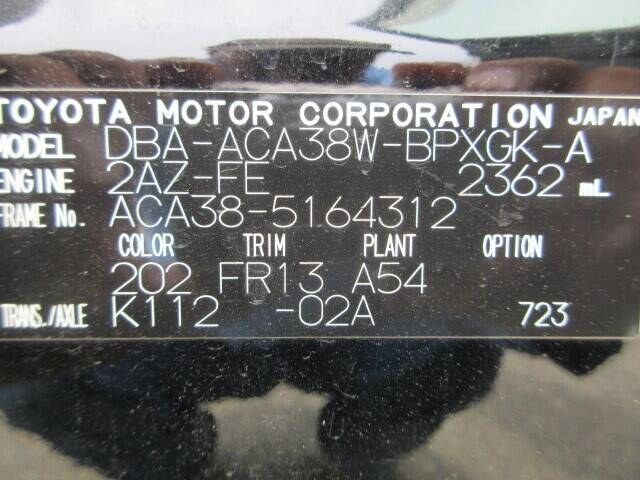 TOYOTA MOTOR CORPORATION JAPAN
MODEL DBA-ACA38W-BPXGK-A
ENGINE 2AZ-FE 2362 mL
FRAME No. ACA38-5164312
COLOR TRIM PLANT OPTION
202 FR13 A54
TRANS./AXLE K112 -02A 723